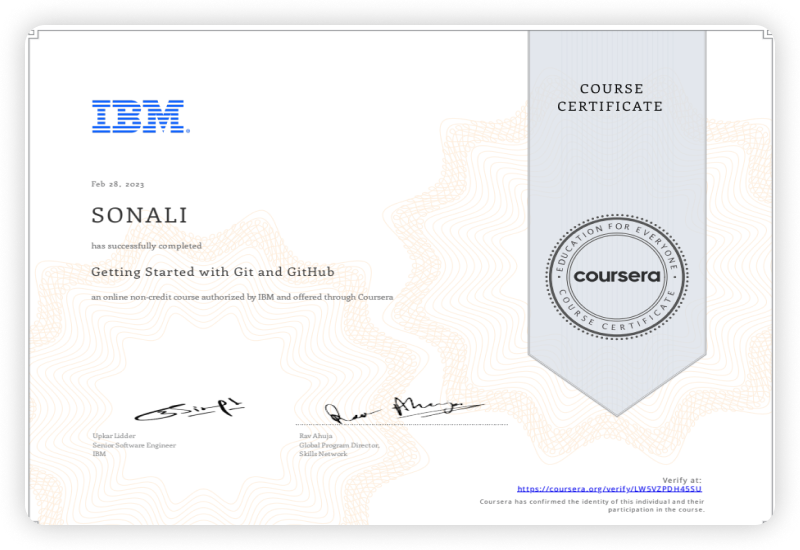 IBM
COURSE
CERTIFICATE
Feb 28, 2023
SONALI
has successfully completed
Getting Started with Git and GitHub
an online non-credit course authorized by IBM and offered through Coursera
EDUCATION FOR EVERYONE
coursera
COURSE CERTIFICATE
Upkar Lidder
Senior Software Engineer
IBM
Rav Ahuja
Global Program Director,
Skills Network
Verify at:
https://coursera.org/verify/LW5VZPDH45SU
Coursera has confirmed the identity of this individual and their
participation in the course.